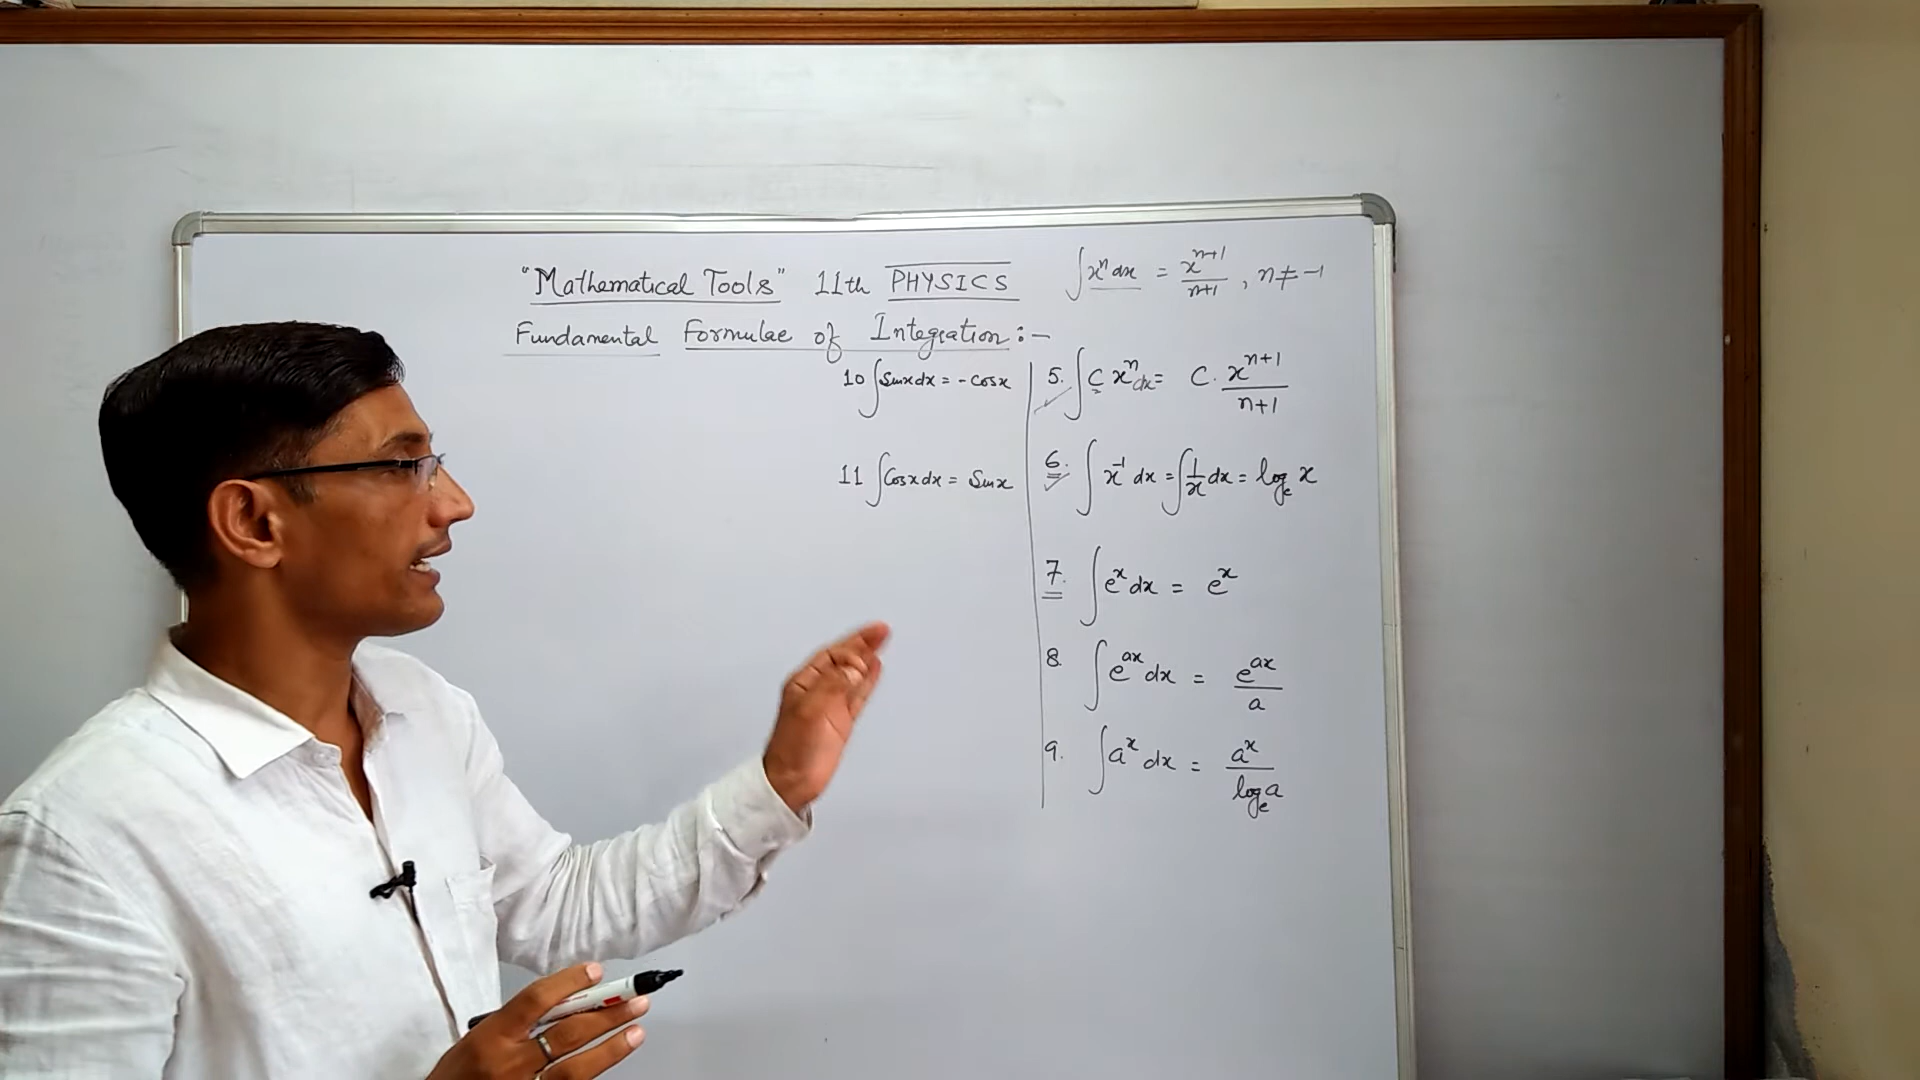 "Mathematical Tools" 11th PHYSICS
∫xⁿ dx = xⁿ⁺¹/n+1 , n ≠ -1
Fundamental Formulae of Integration :-
10 ∫Sinx dx = - Cosx
11 ∫Cosx dx = Sinx
5. ∫C xⁿ dx = C. xⁿ⁺¹/n+1
6. ∫x⁻¹ dx = ∫1/x dx = logₑ x
7. ∫eˣ dx = eˣ
8. ∫e^ax dx = e^ax/a
9. ∫aˣ dx = aˣ/logₑa